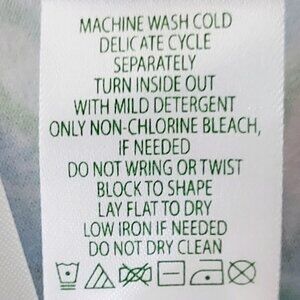 MACHINE WASH COLD
DELICATE CYCLE
SEPARATELY
TURN INSIDE OUT
WITH MILD DETERGENT
ONLY NON-CHLORINE BLEACH,
IF NEEDED
DO NOT WRING OR TWIST
BLOCK TO SHAPE
LAY FLAT TO DRY
LOW IRON IF NEEDED
DO NOT DRY CLEAN